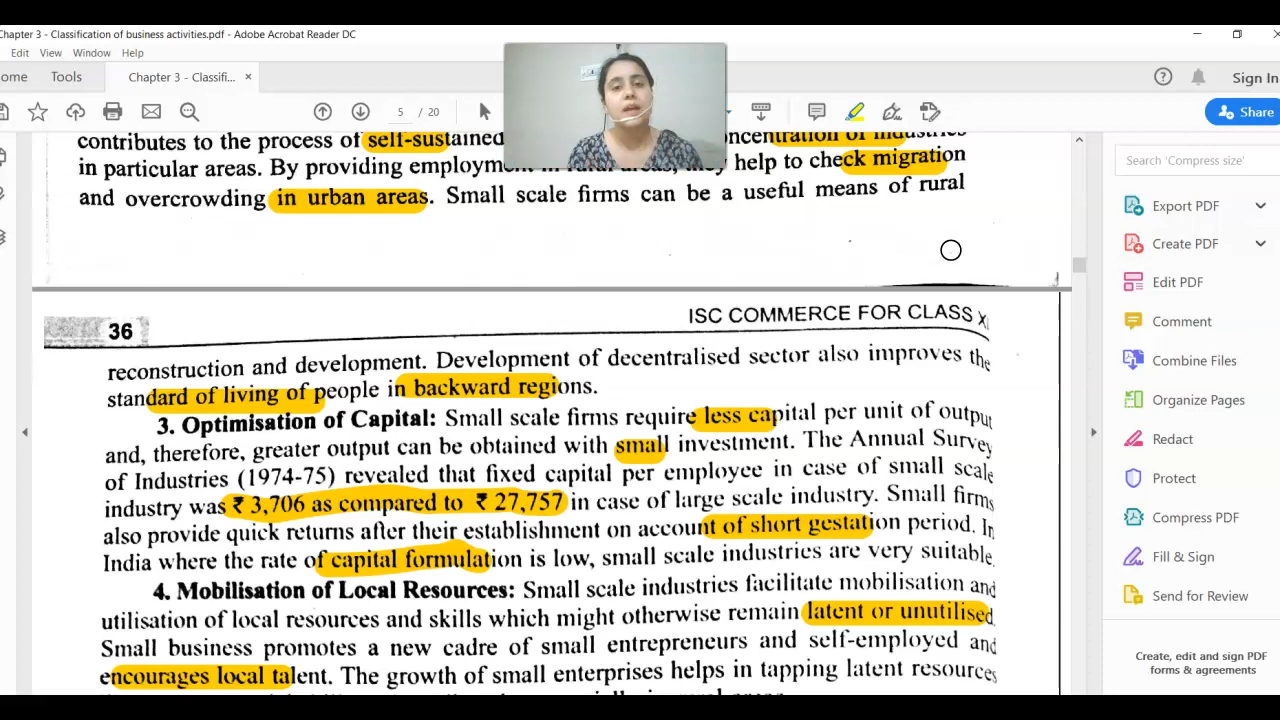 Chapter 3 - Classification of business activities.pdf - Adobe Acrobat Reader DC
Edit View Window Help
ome Tools Chapter 3 - Classifi... × Sign In
5 / 20 Share
contributes to the process of self-sustained
industries
in particular areas. By providing employment in rural areas, they help to check migration
and overcrowding in urban areas. Small scale firms can be a useful means of rural
36 ISC COMMERCE FOR CLASS XI
reconstruction and development. Development of decentralised sector also improves the
standard of living of people in backward regions.
3. Optimisation of Capital: Small scale firms require less capital per unit of output
and, therefore, greater output can be obtained with small investment. The Annual Survey
of Industries (1974-75) revealed that fixed capital per employee in case of small scale
industry was ₹ 3,706 as compared to ₹ 27,757 in case of large scale industry. Small firms
also provide quick returns after their establishment on account of short gestation period. In
India where the rate of capital formulation is low, small scale industries are very suitable.
4. Mobilisation of Local Resources: Small scale industries facilitate mobilisation and
utilisation of local resources and skills which might otherwise remain latent or unutilised.
Small business promotes a new cadre of small entrepreneurs and self-employed and
encourages local talent. The growth of small enterprises helps in tapping latent resources
Search 'Compress size'
Export PDF
Create PDF
Edit PDF
Comment
Combine Files
Organize Pages
Redact
Protect
Compress PDF
Fill & Sign
Send for Review
Create, edit and sign PDF
forms & agreements